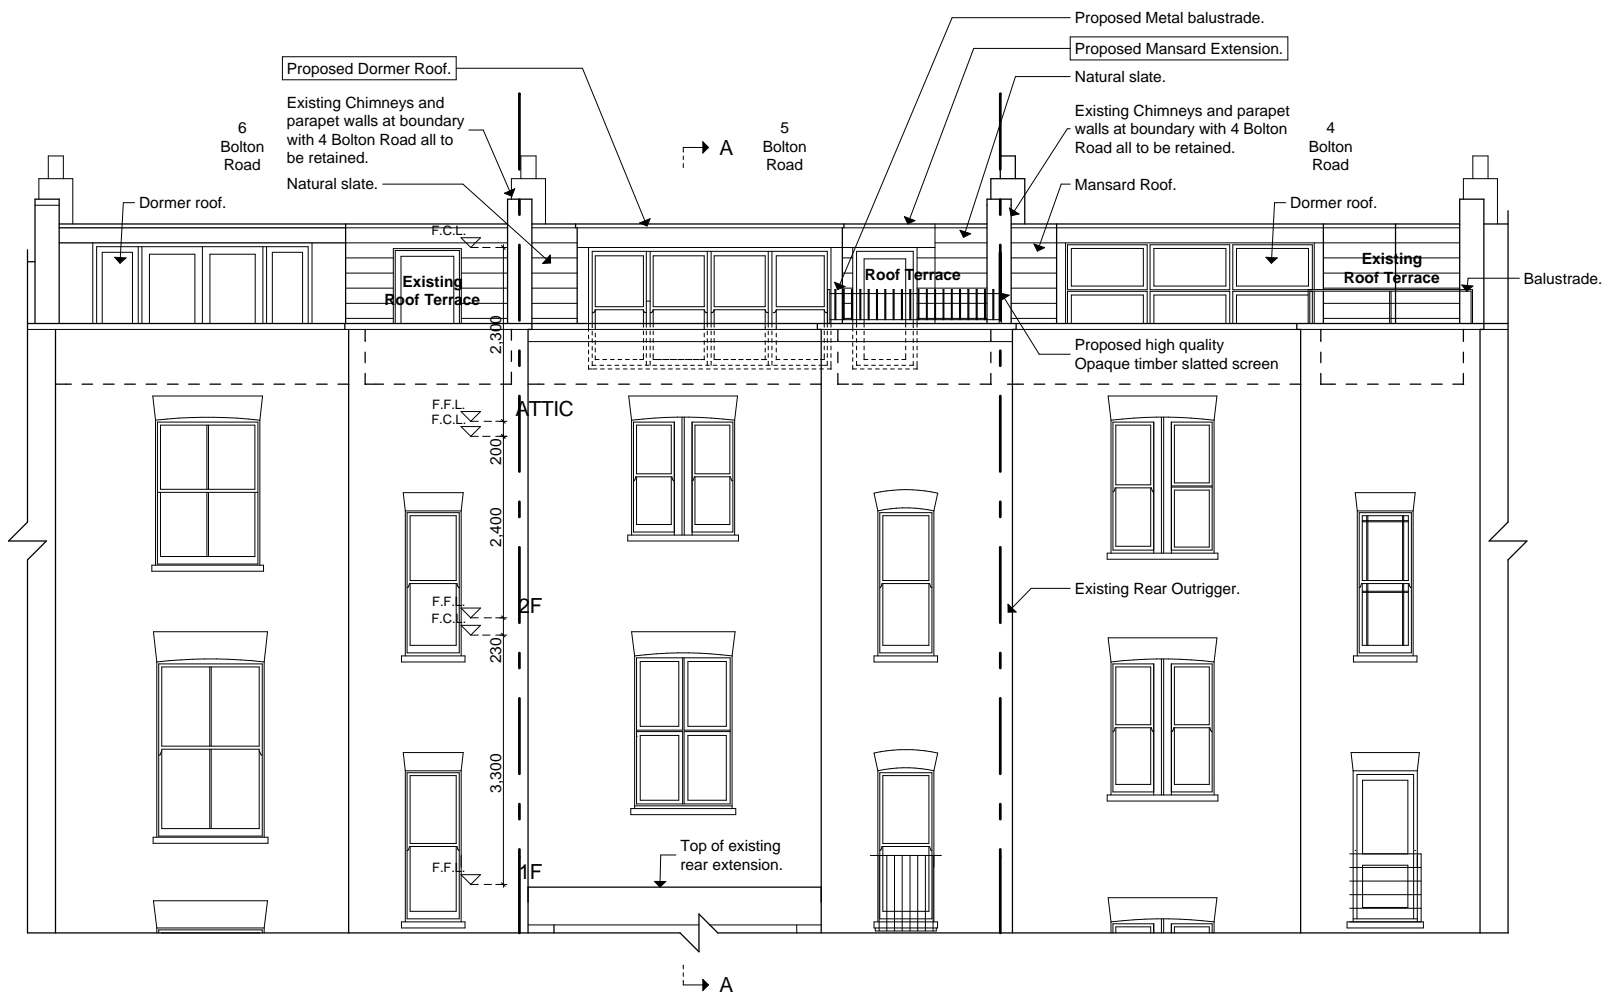 Proposed Metal balustrade.
Proposed Mansard Extension.
Proposed Dormer Roof.
Natural slate.
Existing Chimneys and
parapet walls at boundary
with 4 Bolton Road all to
be retained.
Existing Chimneys and parapet
walls at boundary with 4 Bolton
Road all to be retained.
6
Bolton
Road
A
5
Bolton
Road
4
Bolton
Road
Natural slate.
Mansard Roof.
Dormer roof.
Dormer roof.
F.C.L.
Existing
Roof Terrace
Roof Terrace
Existing
Roof Terrace
Balustrade.
2,300
Proposed high quality
Opaque timber slatted screen
F.F.L.
ATTIC
F.C.L.
200
2,400
Existing Rear Outrigger.
F.F.L.
2F
F.C.L.
230
3,300
Top of existing
rear extension.
F.F.L.
1F
A